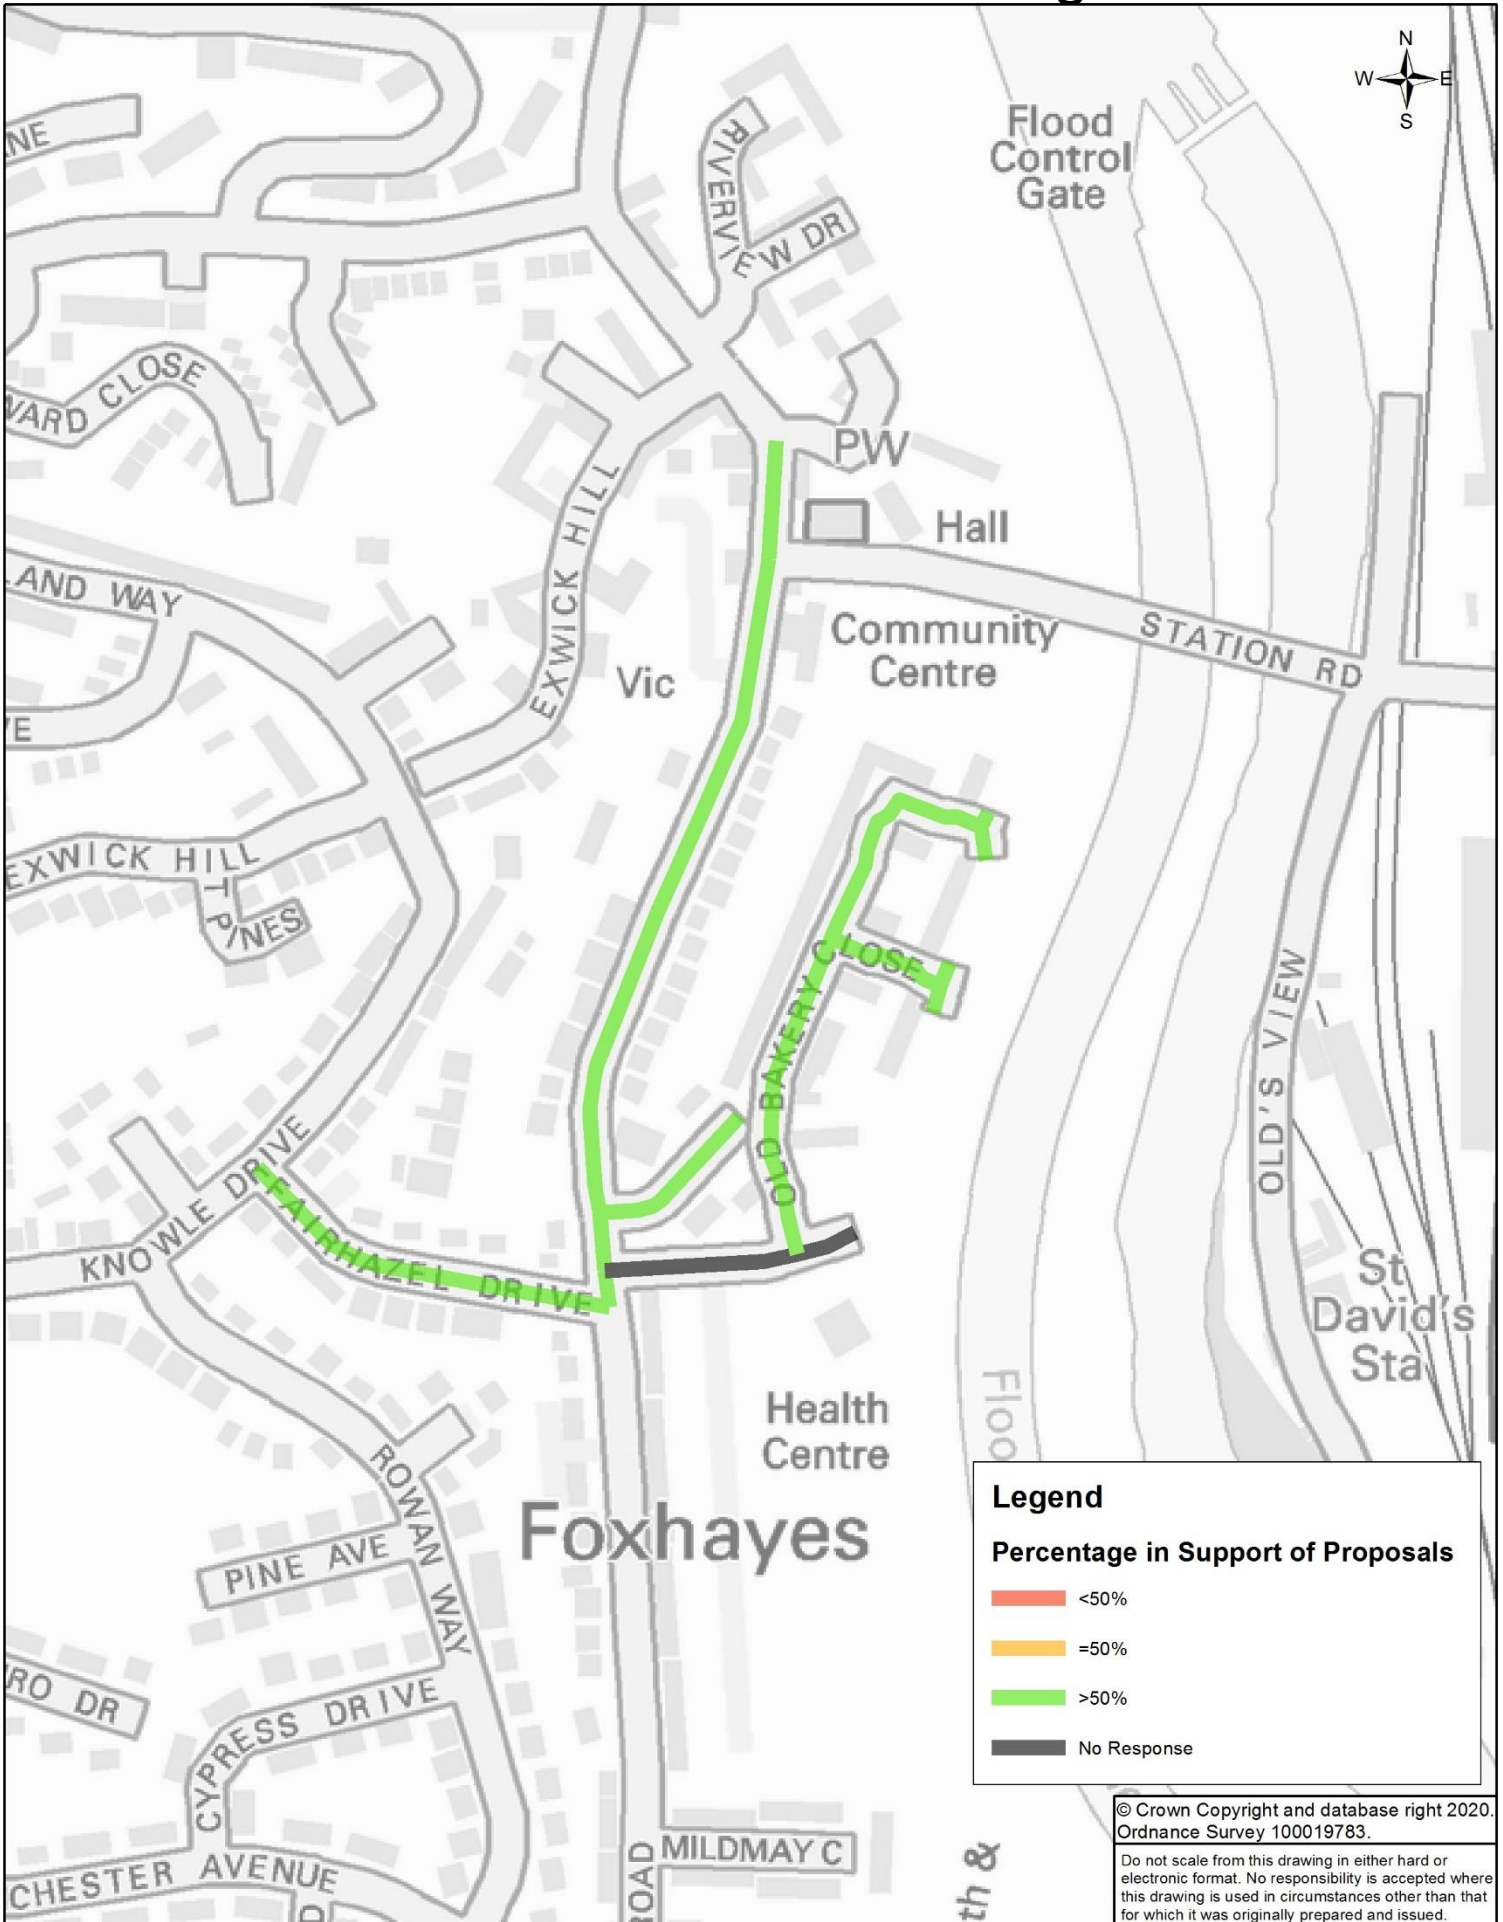 N
W E
S
Flood
Control
Gate
NE
RIVERVIEW DR
WARD CLOSE
PW
Hall
EXWICK HILL
LAND WAY
Community
Centre
STATION RD
Vic
VE
EXWICK HILL
T PINES
OLD BAKERY CLOSE
OLD'S VIEW
KNOWLE DRIVE
FAIRHAZEL DRIVE
St
David's
Sta
Health
Centre
Floo
ROWAN WAY
Foxhayes
PINE AVE
RO DR
CYPRESS DRIVE
CHESTER AVENUE
ROAD
MILDMAY C
th &
Legend
Percentage in Support of Proposals
<50%
=50%
>50%
No Response
© Crown Copyright and database right 2020.
Ordnance Survey 100019783.
Do not scale from this drawing in either hard or
electronic format. No responsibility is accepted where
this drawing is used in circumstances other than that
for which it was originally prepared and issued.